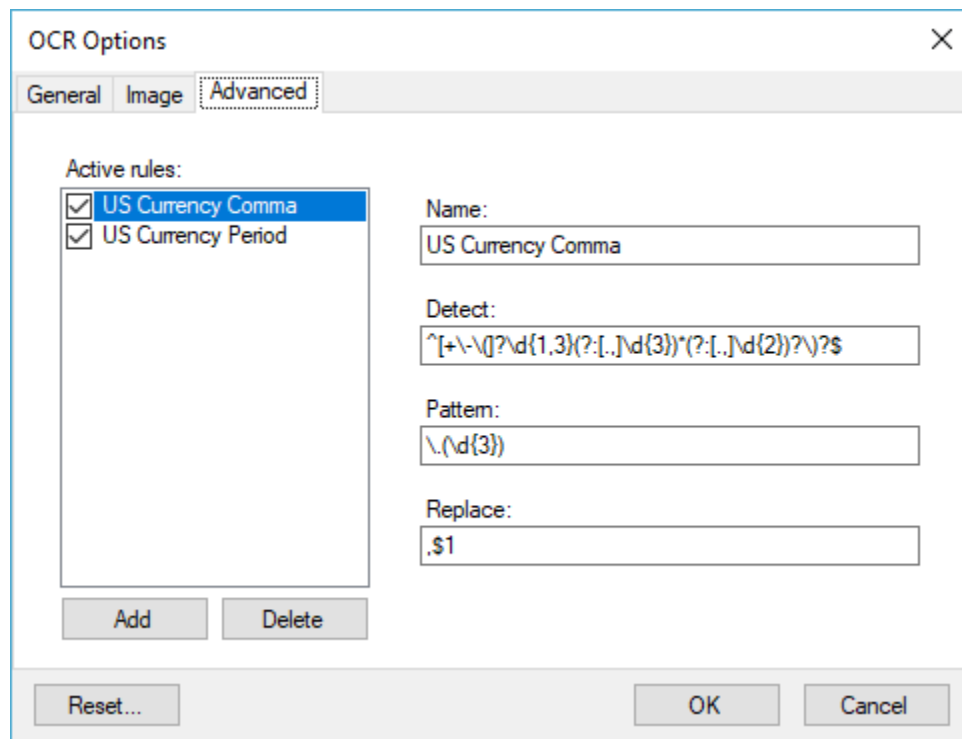 OCR Options
General Image Advanced
Active rules:
US Currency Comma
US Currency Period
Name:
US Currency Comma
Detect:
^[+\-\(]?\d{1,3}(?:[.,]\d{3})*(?:[.,]\d{2})?\)?$
Pattern:
\.(\d{3})
Replace:
,$1
Add Delete
Reset... OK Cancel